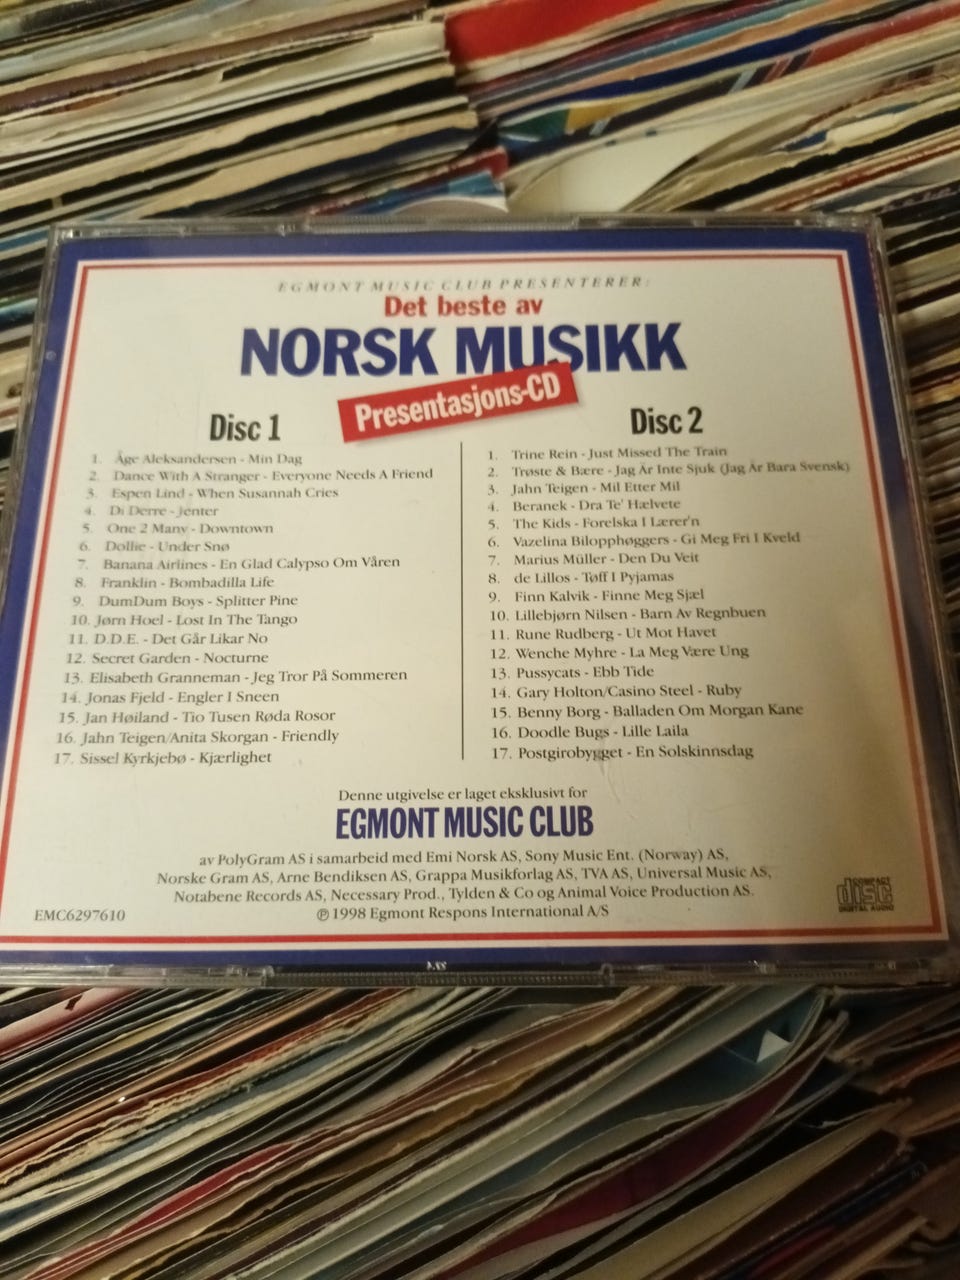 EGMONT MUSIC CLUB PRESENTERER:
Det beste av
NORSK MUSIKK
Presentasjons-CD
Disc 1
1. Åge Aleksandersen - Min Dag
2. Dance With A Stranger - Everyone Needs A Friend
3. Espen Lind - When Susannah Cries
4. Di Derre - Jenter
5. One 2 Many - Downtown
6. Dollie - Under Snø
7. Banana Airlines - En Glad Calypso Om Våren
8. Franklin - Bombadilla Life
9. DumDum Boys - Splitter Pine
10. Jørn Hoel - Lost In The Tango
11. D.D.E. - Det Går Likar No
12. Secret Garden - Nocturne
13. Elisabeth Granneman - Jeg Tror På Sommeren
14. Jonas Fjeld - Engler I Sneen
15. Jan Høiland - Tio Tusen Røda Rosor
16. Jahn Teigen/Anita Skorgan - Friendly
17. Sissel Kyrkjebø - Kjærlighet
Disc 2
1. Trine Rein - Just Missed The Train
2. Trøste & Bære - Jag Är Inte Sjuk (Jag Är Bara Svensk)
3. Jahn Teigen - Mil Etter Mil
4. Beranek - Dra Te' Hælvete
5. The Kids - Forelska I Lærer'n
6. Vazelina Bilopphøggers - Gi Meg Fri I Kveld
7. Marius Müller - Den Du Veit
8. de Lillos - Tøff I Pyjamas
9. Finn Kalvik - Finne Meg Sjæl
10. Lillebjørn Nilsen - Barn Av Regnbuen
11. Rune Rudberg - Ut Mot Havet
12. Wenche Myhre - La Meg Være Ung
13. Pussycats - Ebb Tide
14. Gary Holton/Casino Steel - Ruby
15. Benny Borg - Balladen Om Morgan Kane
16. Doodle Bugs - Lille Laila
17. Postgirobygget - En Solskinnsdag
Denne utgivelse er laget eksklusivt for
EGMONT MUSIC CLUB
av PolyGram AS i samarbeid med Emi Norsk AS, Sony Music Ent. (Norway) AS,
Norske Gram AS, Arne Bendiksen AS, Grappa Musikforlag AS, TVA AS, Universal Music AS,
Notabene Records AS, Necessary Prod., Tylden & Co og Animal Voice Production AS.
℗ 1998 Egmont Respons International A/S
EMC6297610
COMPACT
disc
DIGITAL AUDIO